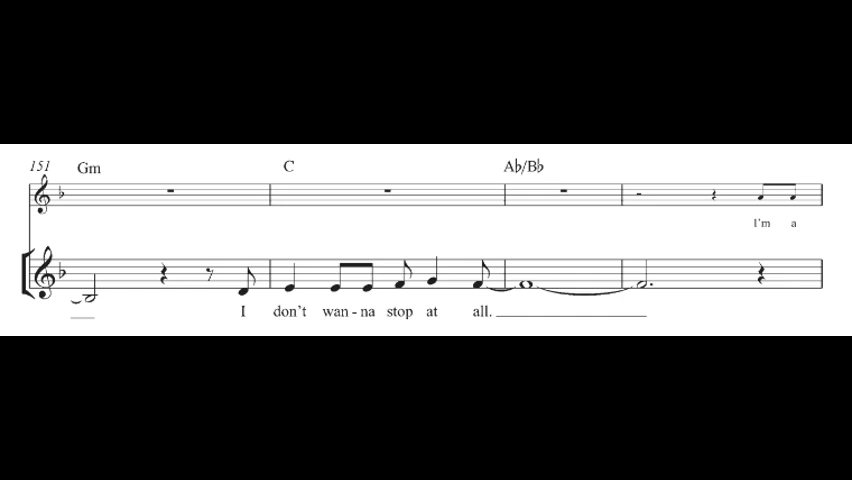 151 Gm C A♭/B♭
I'm a
I don't wan - na stop at all.